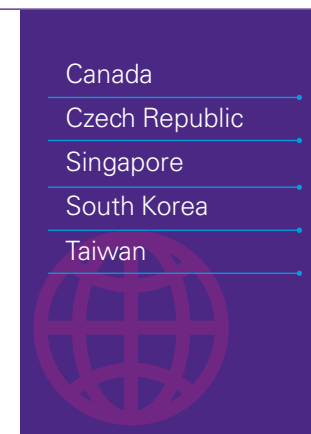 Canada
Czech Republic
Singapore
South Korea
Taiwan